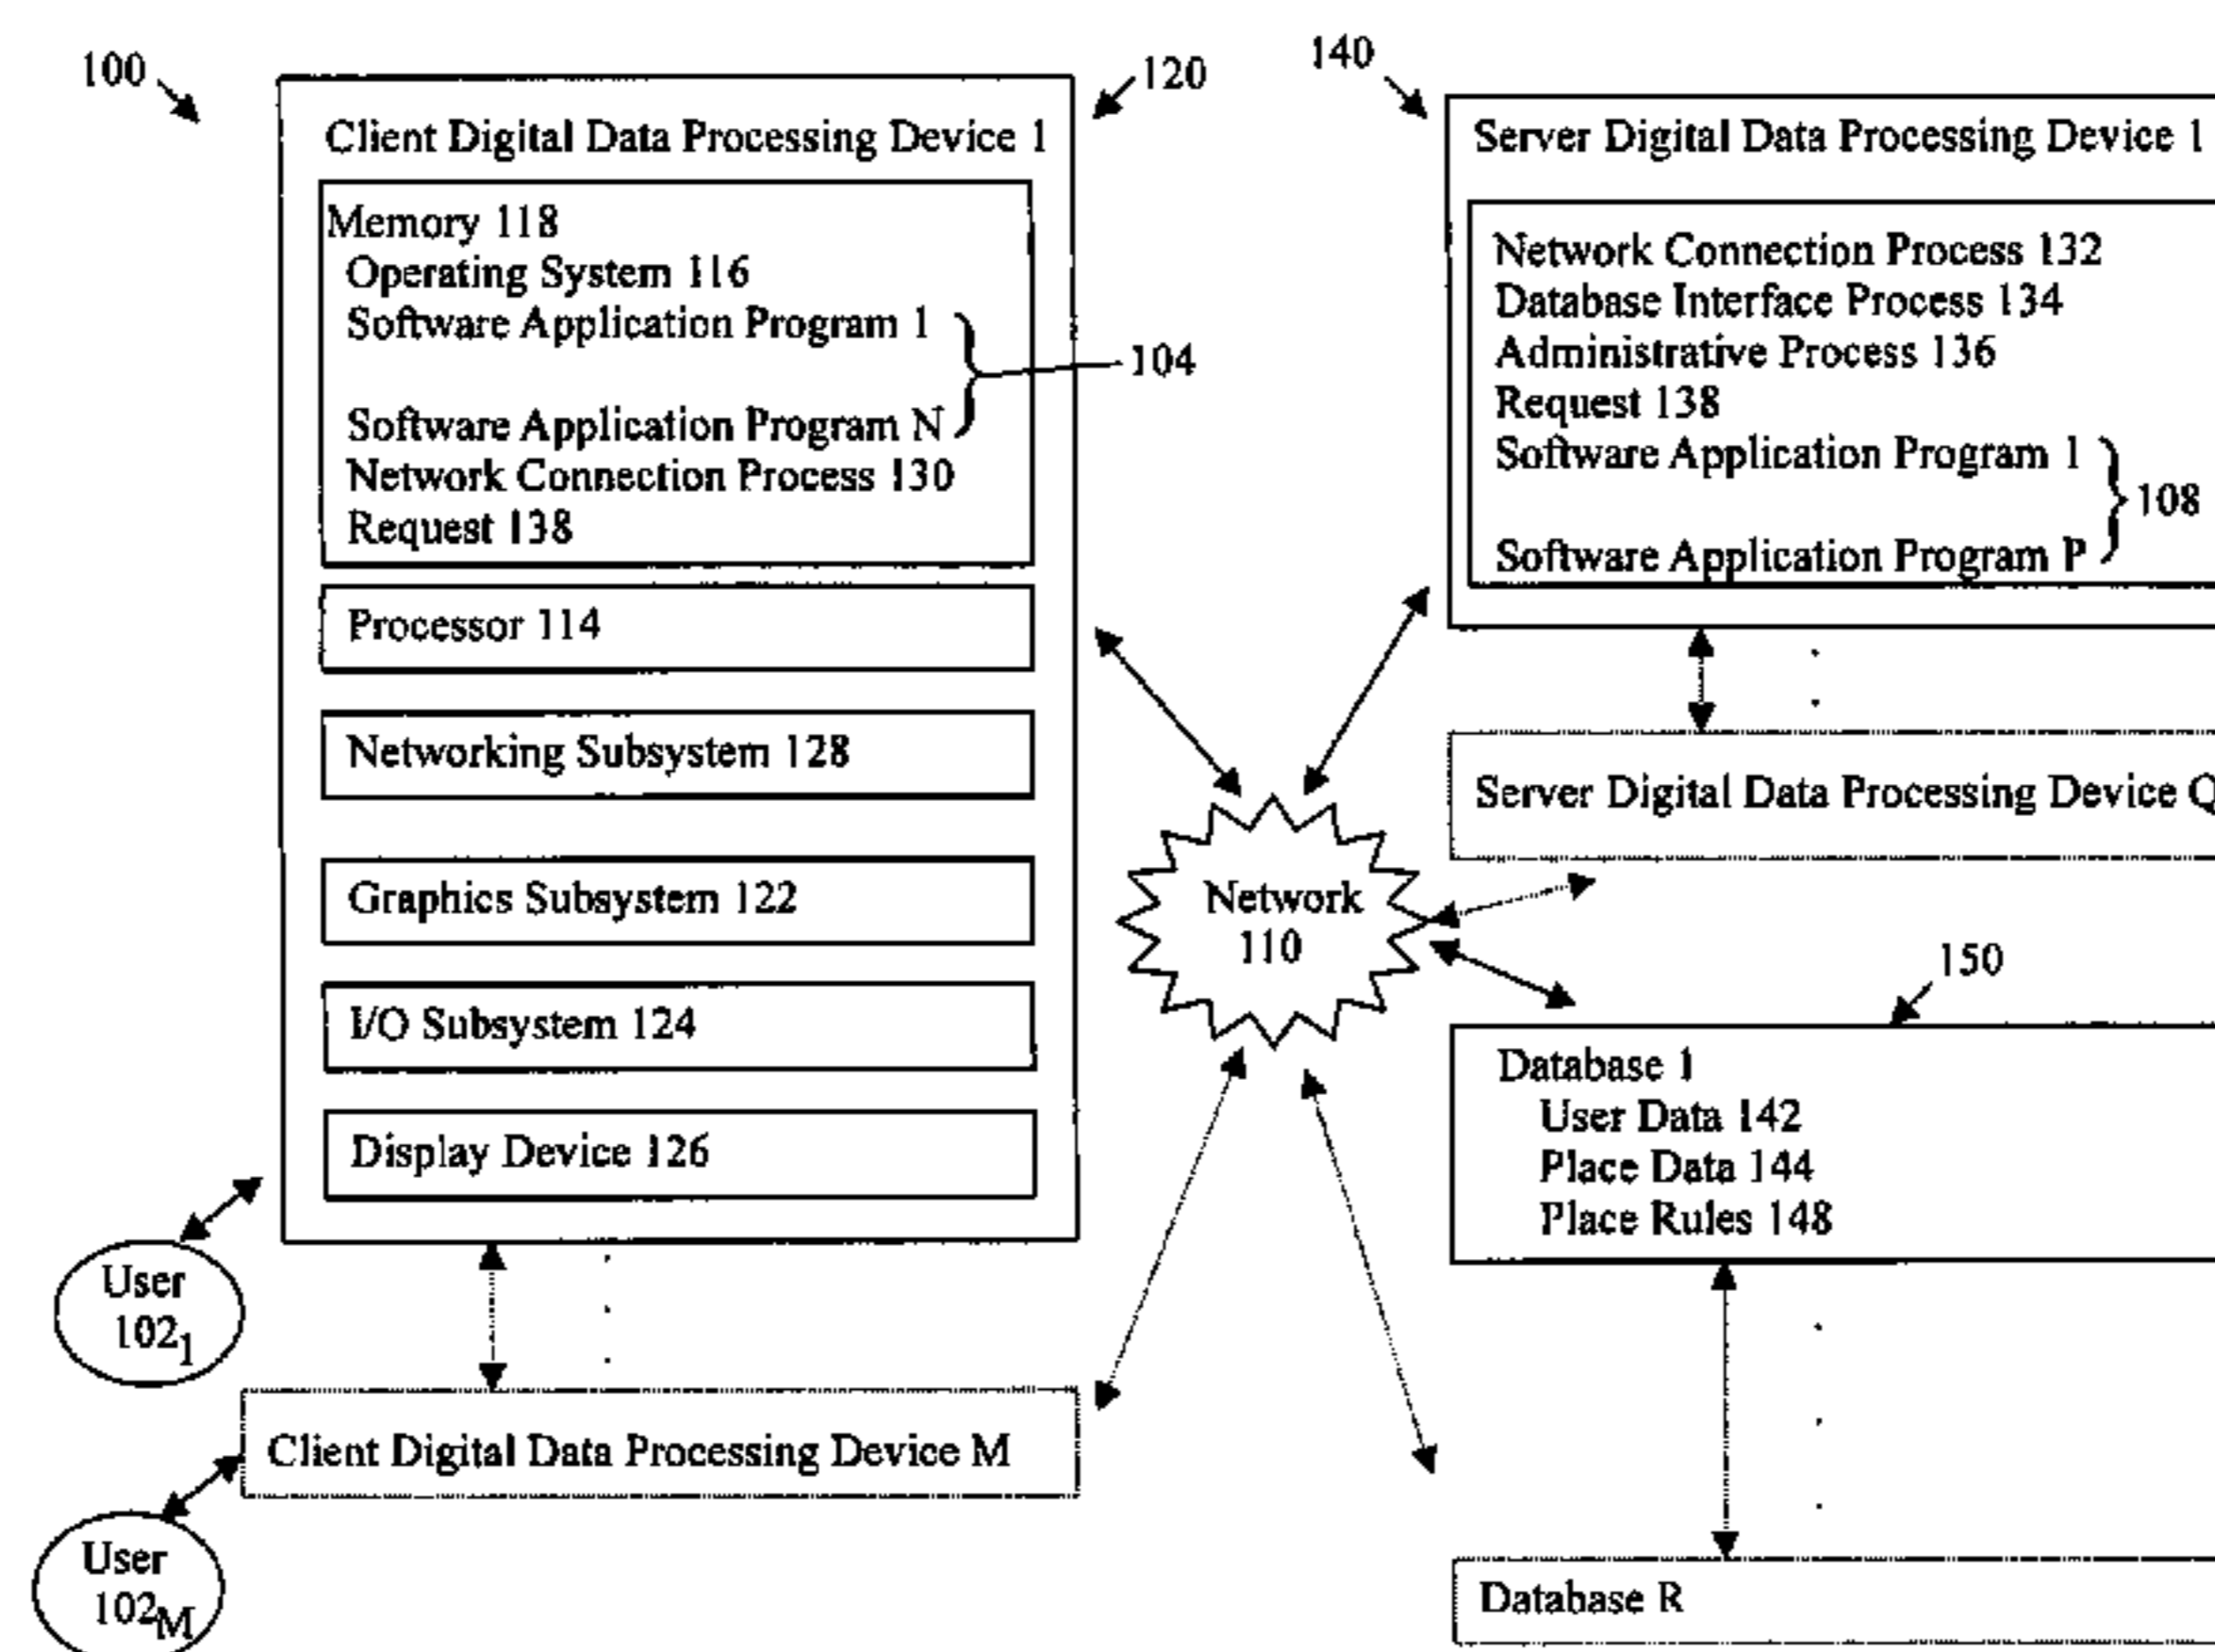 100
120
Client Digital Data Processing Device 1
Memory 118
Operating System 116
Software Application Program 1
104
Software Application Program N
Network Connection Process 130
Request 138
Processor 114
Networking Subsystem 128
Graphics Subsystem 122
I/O Subsystem 124
Display Device 126
User
102₁
Client Digital Data Processing Device M
User
102M
Network
110
140
Server Digital Data Processing Device 1
Network Connection Process 132
Database Interface Process 134
Administrative Process 136
Request 138
Software Application Program 1
108
Software Application Program P
Server Digital Data Processing Device Q
150
Database 1
User Data 142
Place Data 144
Place Rules 148
Database R